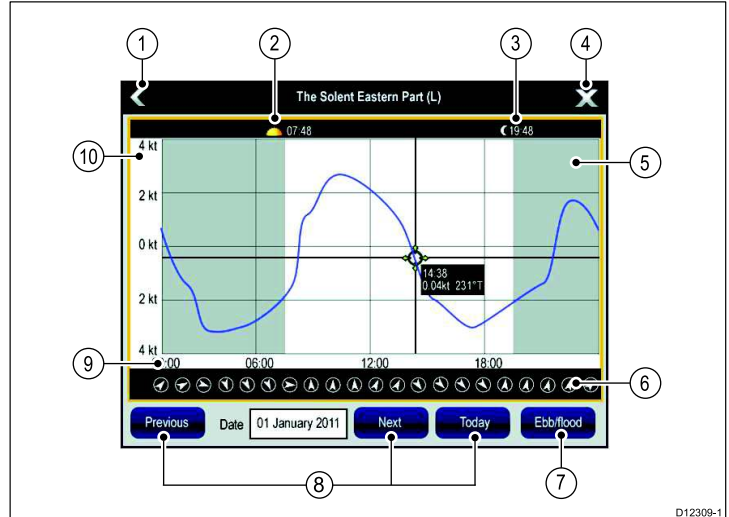 1 2 3 4
The Solent Eastern Part (L)
07:48 19:48
10 4 kt 5
2 kt
0 kt
14:38
0.04kt 231°T
2 kt
4 kt
9 :00 06:00 12:00 18:00
6
Previous Date 01 January 2011 Next Today Ebb/flood
8 7
D12309-1